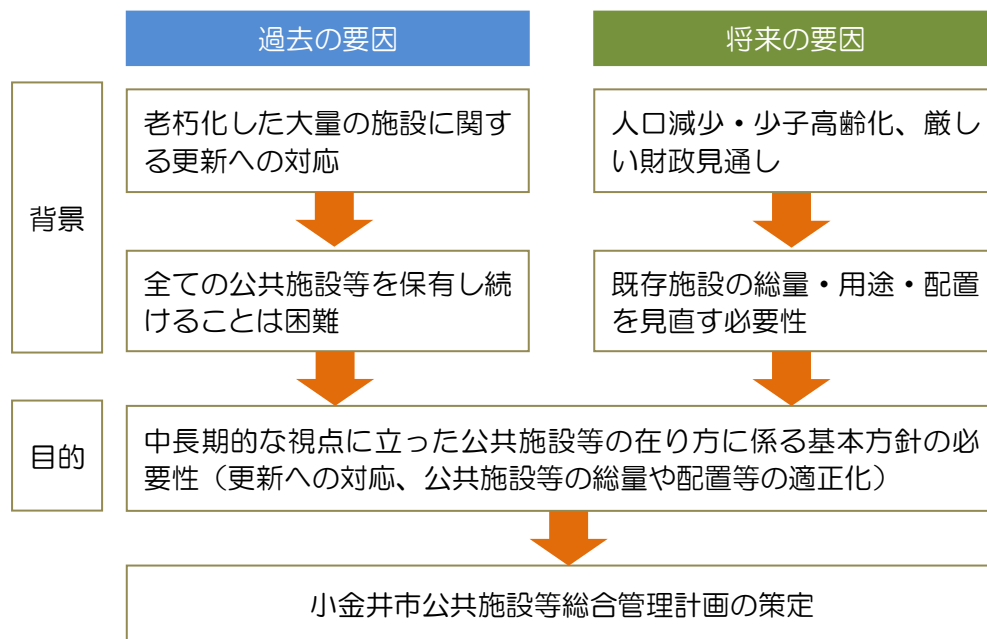 過去の要因
将来の要因
背景
老朽化した大量の施設に関す
る更新への対応
人口減少・少子高齢化、厳し
い財政見通し
全ての公共施設等を保有し続
けることは困難
既存施設の総量・用途・配置
を見直す必要性
目的
中長期的な視点に立った公共施設等の在り方に係る基本方針の必
要性（更新への対応、公共施設等の総量や配置等の適正化）
小金井市公共施設等総合管理計画の策定